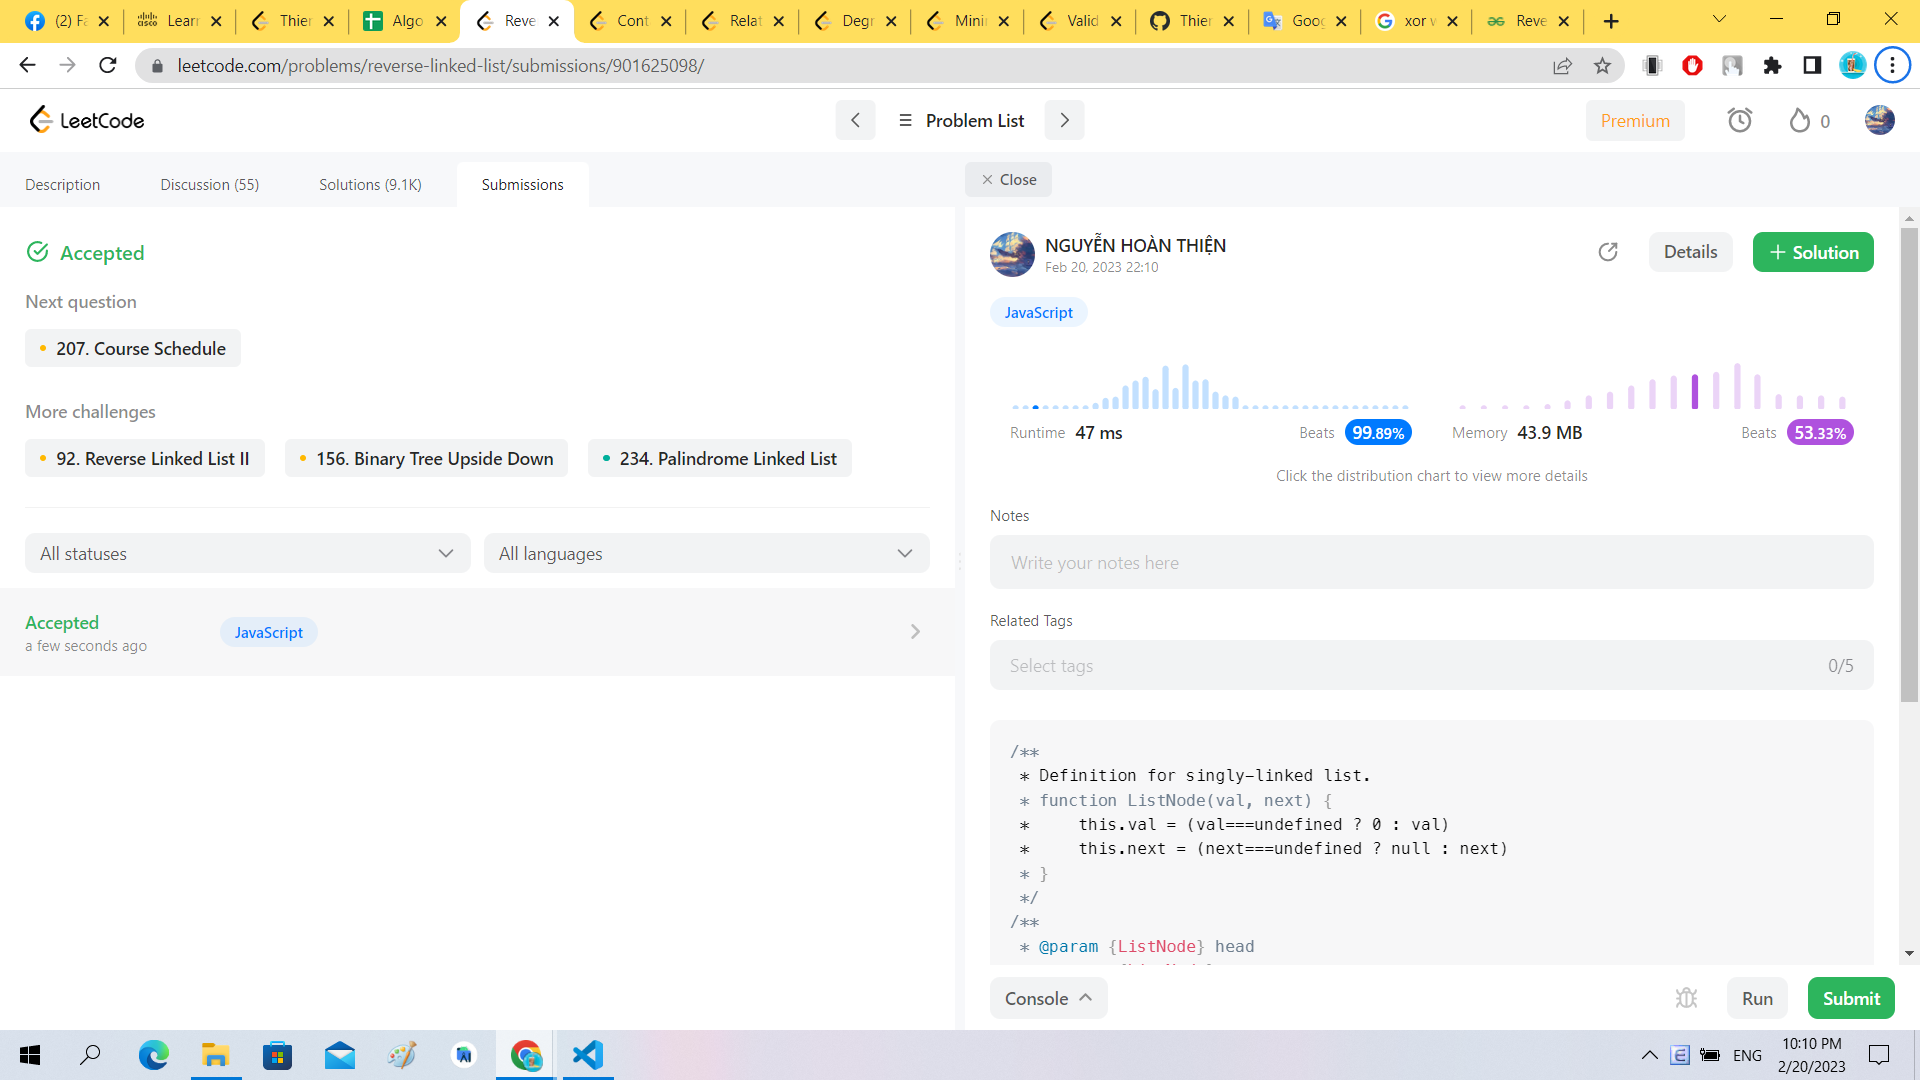 (2) Fa
Learn
Thien
Algo
Reve
Cont
Relat
Degr
Minin
Valid
Thien
Goog
xor w
Reve
leetcode.com/problems/reverse-linked-list/submissions/901625098/
LeetCode
Problem List
Premium
0
Description
Discussion (55)
Solutions (9.1K)
Submissions
Close
Accepted
Next question
207. Course Schedule
More challenges
92. Reverse Linked List II
156. Binary Tree Upside Down
234. Palindrome Linked List
All statuses
All languages
Accepted
a few seconds ago
JavaScript
NGUYỄN HOÀN THIỆN
Feb 20, 2023 22:10
Details
+ Solution
JavaScript
Runtime 47 ms
Beats 99.89%
Memory 43.9 MB
Beats 53.33%
Click the distribution chart to view more details
Notes
Write your notes here
Related Tags
Select tags
0/5
/**
* Definition for singly-linked list.
* function ListNode(val, next) {
*     this.val = (val===undefined ? 0 : val)
*     this.next = (next===undefined ? null : next)
* }
*/
/**
* @param {ListNode} head
Console
Run
Submit
ENG
10:10 PM
2/20/2023